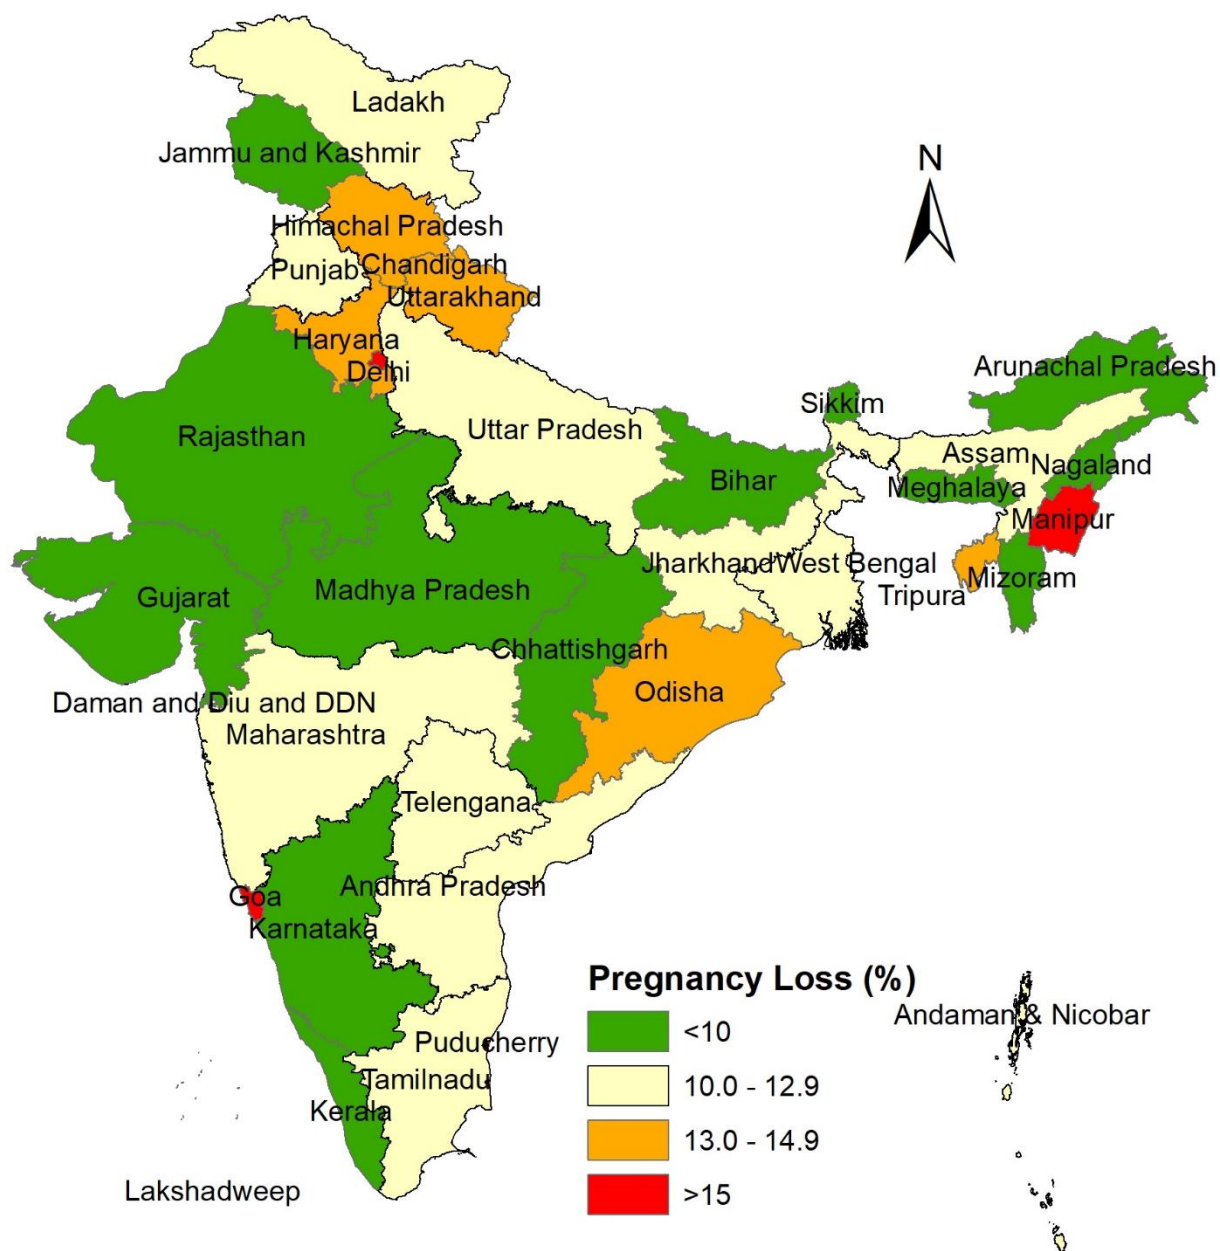 Ladakh
Jammu and Kashmir
N
Himachal Pradesh
Chandigarh
Punjab
Uttarakhand
Haryana
Delhi
Arunachal Pradesh
Sikkim
Uttar Pradesh
Rajasthan
Assam
Nagaland
Bihar
Meghalaya
Manipur
Jharkhand
West Bengal
Mizoram
Madhya Pradesh
Gujarat
Tripura
Chhattishgarh
Odisha
Daman and Diu and DDN
Maharashtra
Telengana
Andhra Pradesh
Goa
Karnataka
Pregnancy Loss (%)
<10
10.0 - 12.9
13.0 - 14.9
>15
Andaman & Nicobar
Puducherry
Tamilnadu
Kerala
Lakshadweep